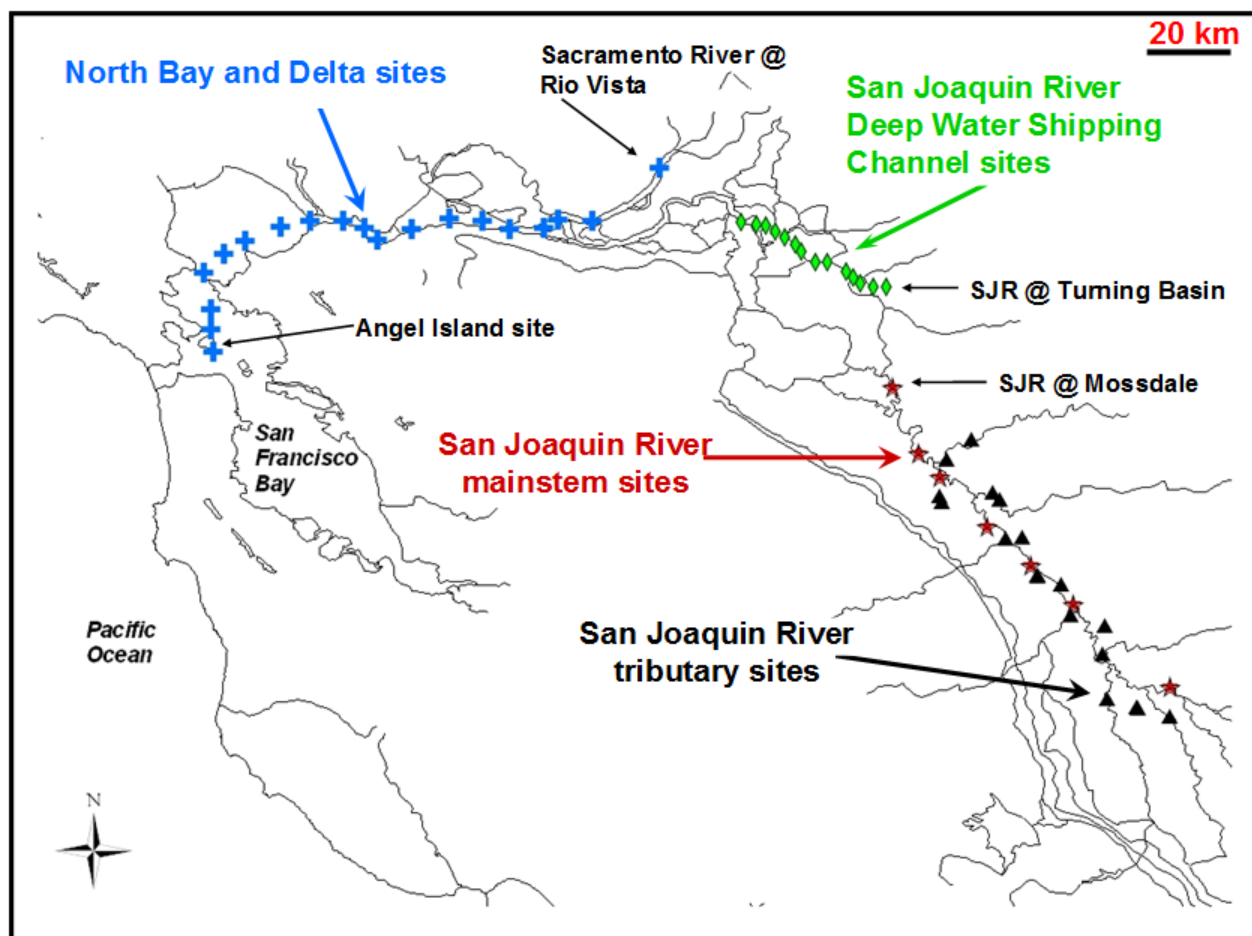 20 km
North Bay and Delta sites
Sacramento River @
Rio Vista
San Joaquin River
Deep Water Shipping
Channel sites
SJR @ Turning Basin
Angel Island site
SJR @ Mossdale
San
Francisco
Bay
San Joaquin River
mainstem sites
Pacific
Ocean
San Joaquin River
tributary sites
N